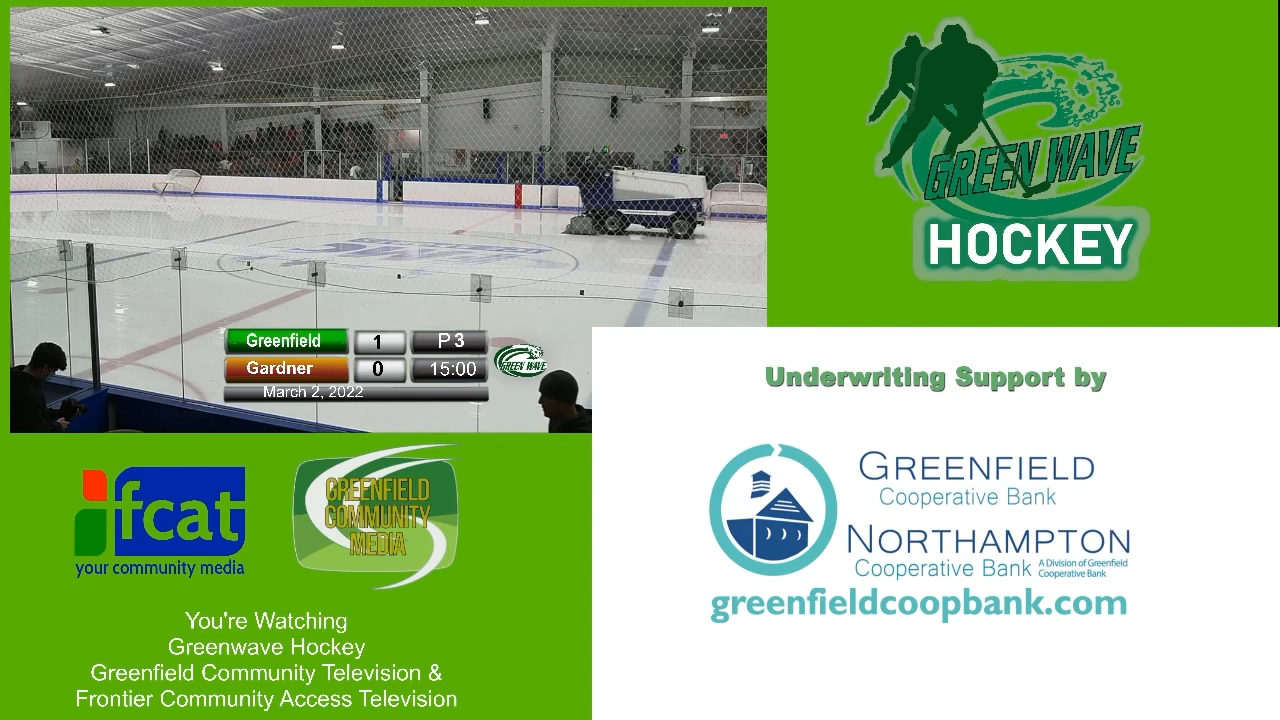 GREEN WAVE
HOCKEY
Greenfield 1 P 3
Gardner 0 15:00
March 2, 2022
GREEN WAVE
Underwriting Support by
GREENFIELD
Cooperative Bank
NORTHAMPTON
Cooperative Bank A Division of Greenfield
Cooperative Bank
greenfieldcoopbank.com
fcat
your community media
GREENFIELD
COMMUNITY
MEDIA
You're Watching
Greenwave Hockey
Greenfield Community Television &
Frontier Community Access Television